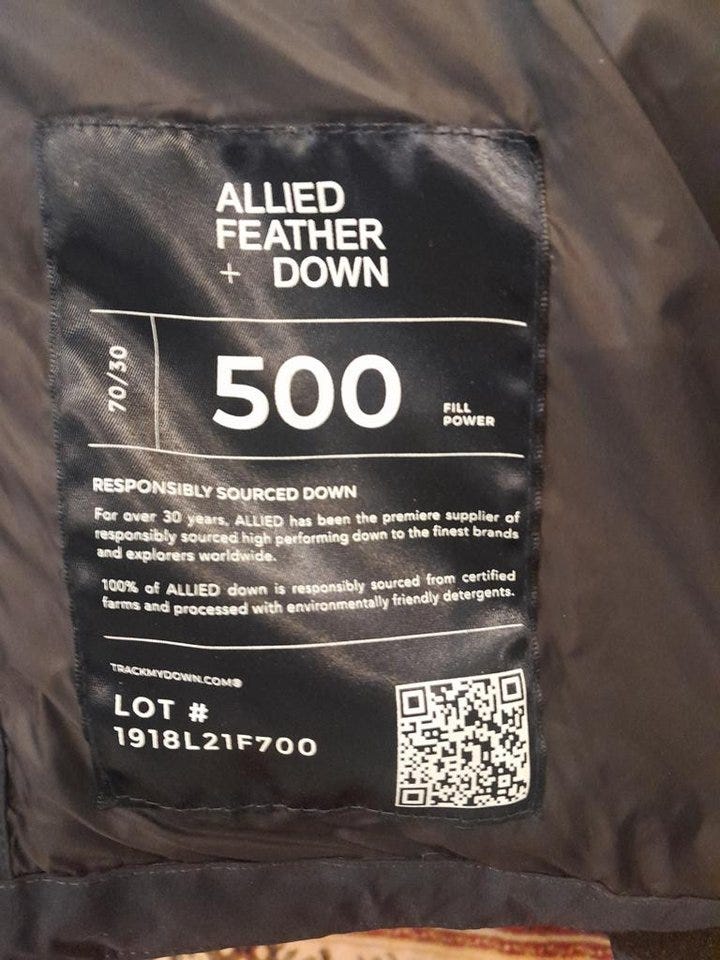 ALLIED
FEATHER
+ DOWN
70/30
500
FILL
POWER
RESPONSIBLY SOURCED DOWN
For over 30 years, ALLIED has been the premiere supplier of
responsibly sourced high performing down to the finest brands
and explorers worldwide.
100% of ALLIED down is responsibly sourced from certified
farms and processed with environmentally friendly detergents.
TRACKMYDOWN.COM®
LOT #
1918L21F700